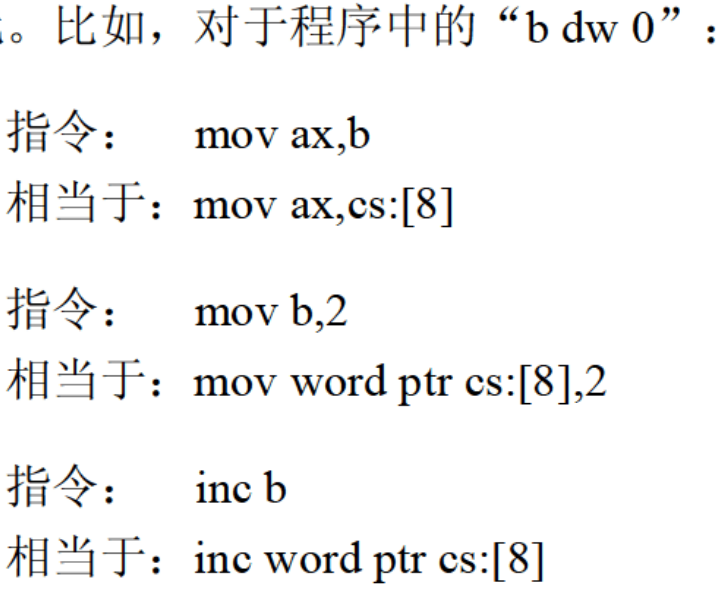 。比如，对于程序中的“b dw 0”：
指令： mov ax,b
相当于：mov ax,cs:[8]
指令： mov b,2
相当于：mov word ptr cs:[8],2
指令： inc b
相当于：inc word ptr cs:[8]